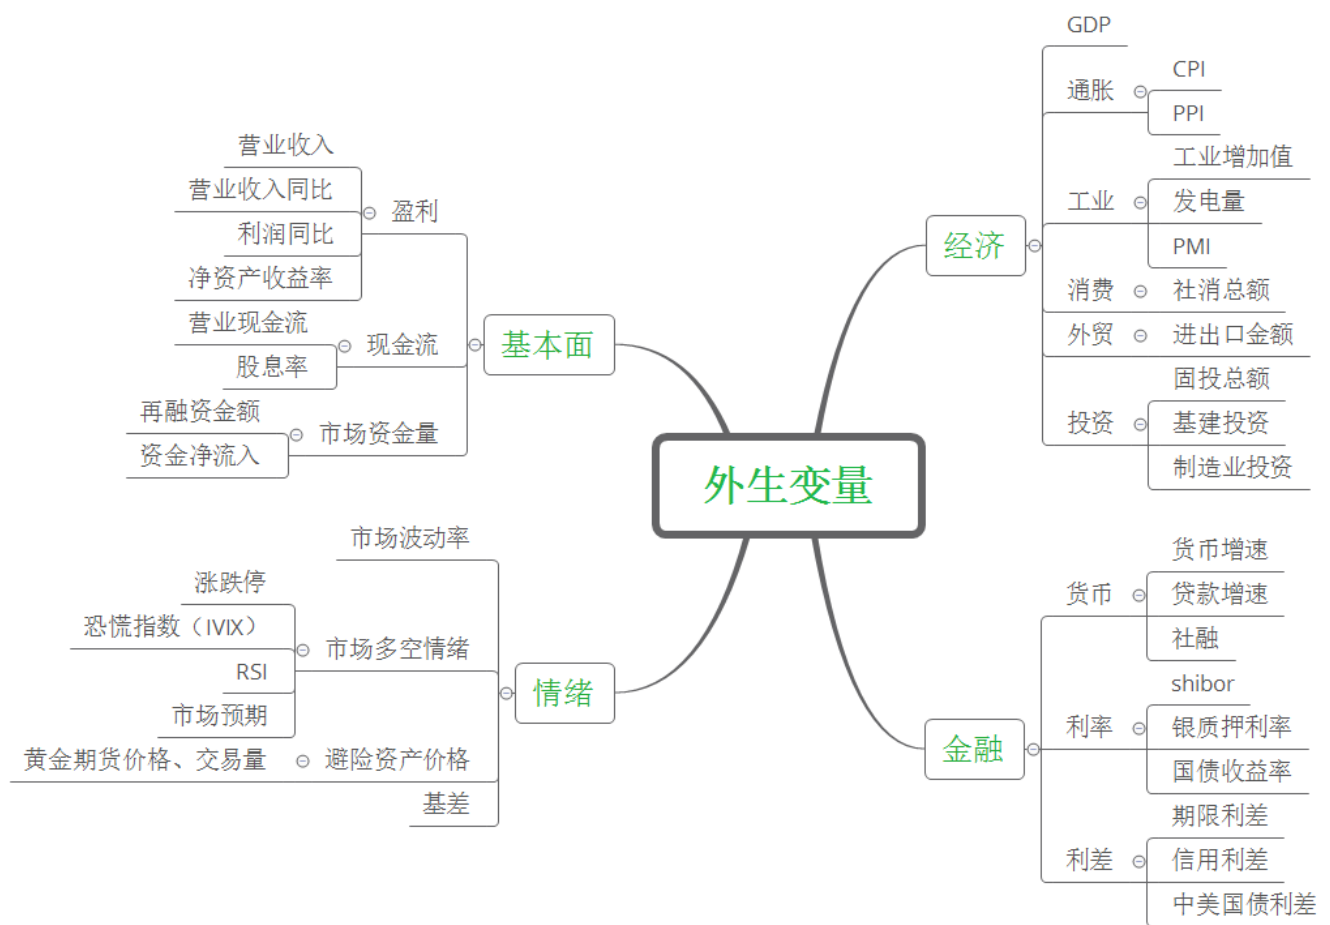 外生变量
经济
GDP
通胀
CPI
PPI
工业
工业增加值
发电量
PMI
消费
社消总额
外贸
进出口金额
投资
固投总额
基建投资
制造业投资
金融
货币
货币增速
贷款增速
社融
利率
shibor
银质押利率
国债收益率
利差
期限利差
信用利差
中美国债利差
基本面
盈利
营业收入
营业收入同比
利润同比
净资产收益率
现金流
营业现金流
股息率
市场资金量
再融资金额
资金净流入
情绪
市场波动率
市场多空情绪
涨跌停
恐慌指数（IVIX）
RSI
市场预期
避险资产价格
黄金期货价格、交易量
基差